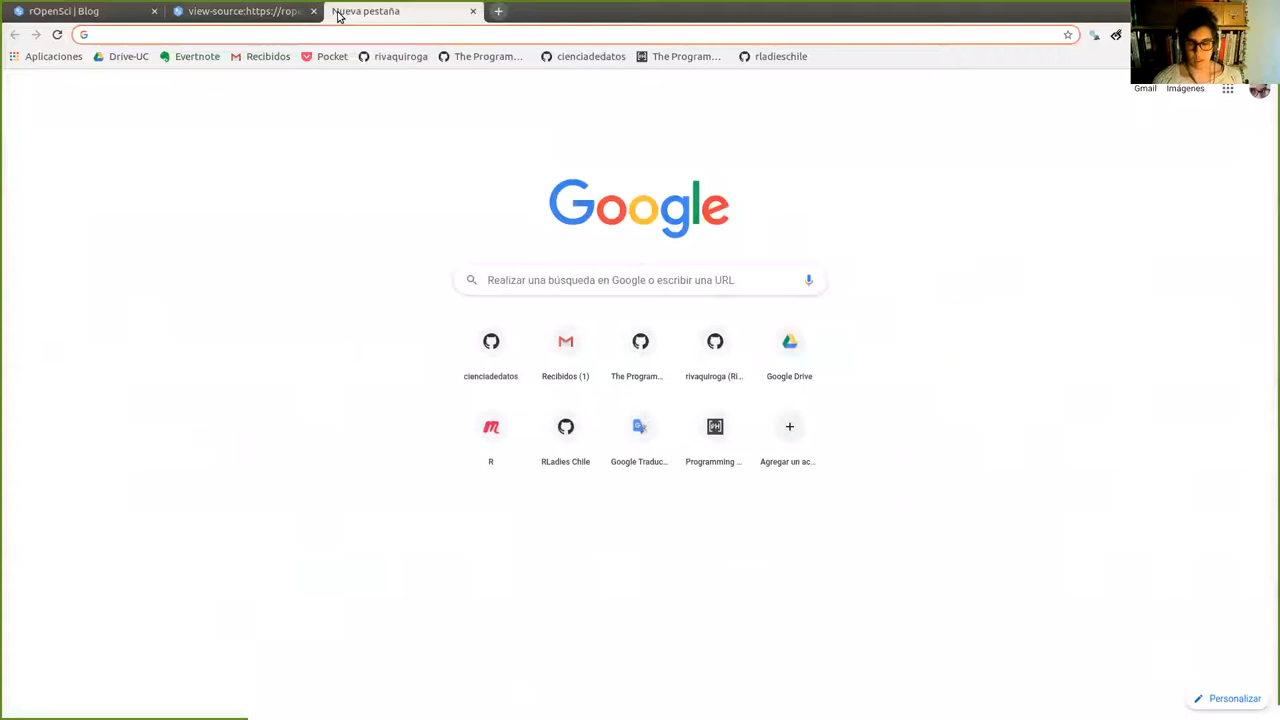 rOpenSci | Blog
view-source:https://rope
Nueva pestaña
Aplicaciones
Drive-UC
Evertnote
Recibidos
Pocket
rivaquiroga
The Program...
cienciadedatos
The Program...
rladieschile
Gmail
Imágenes
Google
Realizar una búsqueda en Google o escribir una URL
cienciadedatos
Recibidos (1)
The Program...
rivaquiroga (Ri...
Google Drive
R
RLadies Chile
Google Traduc...
Programming ...
Agregar un ac...
Personalizar